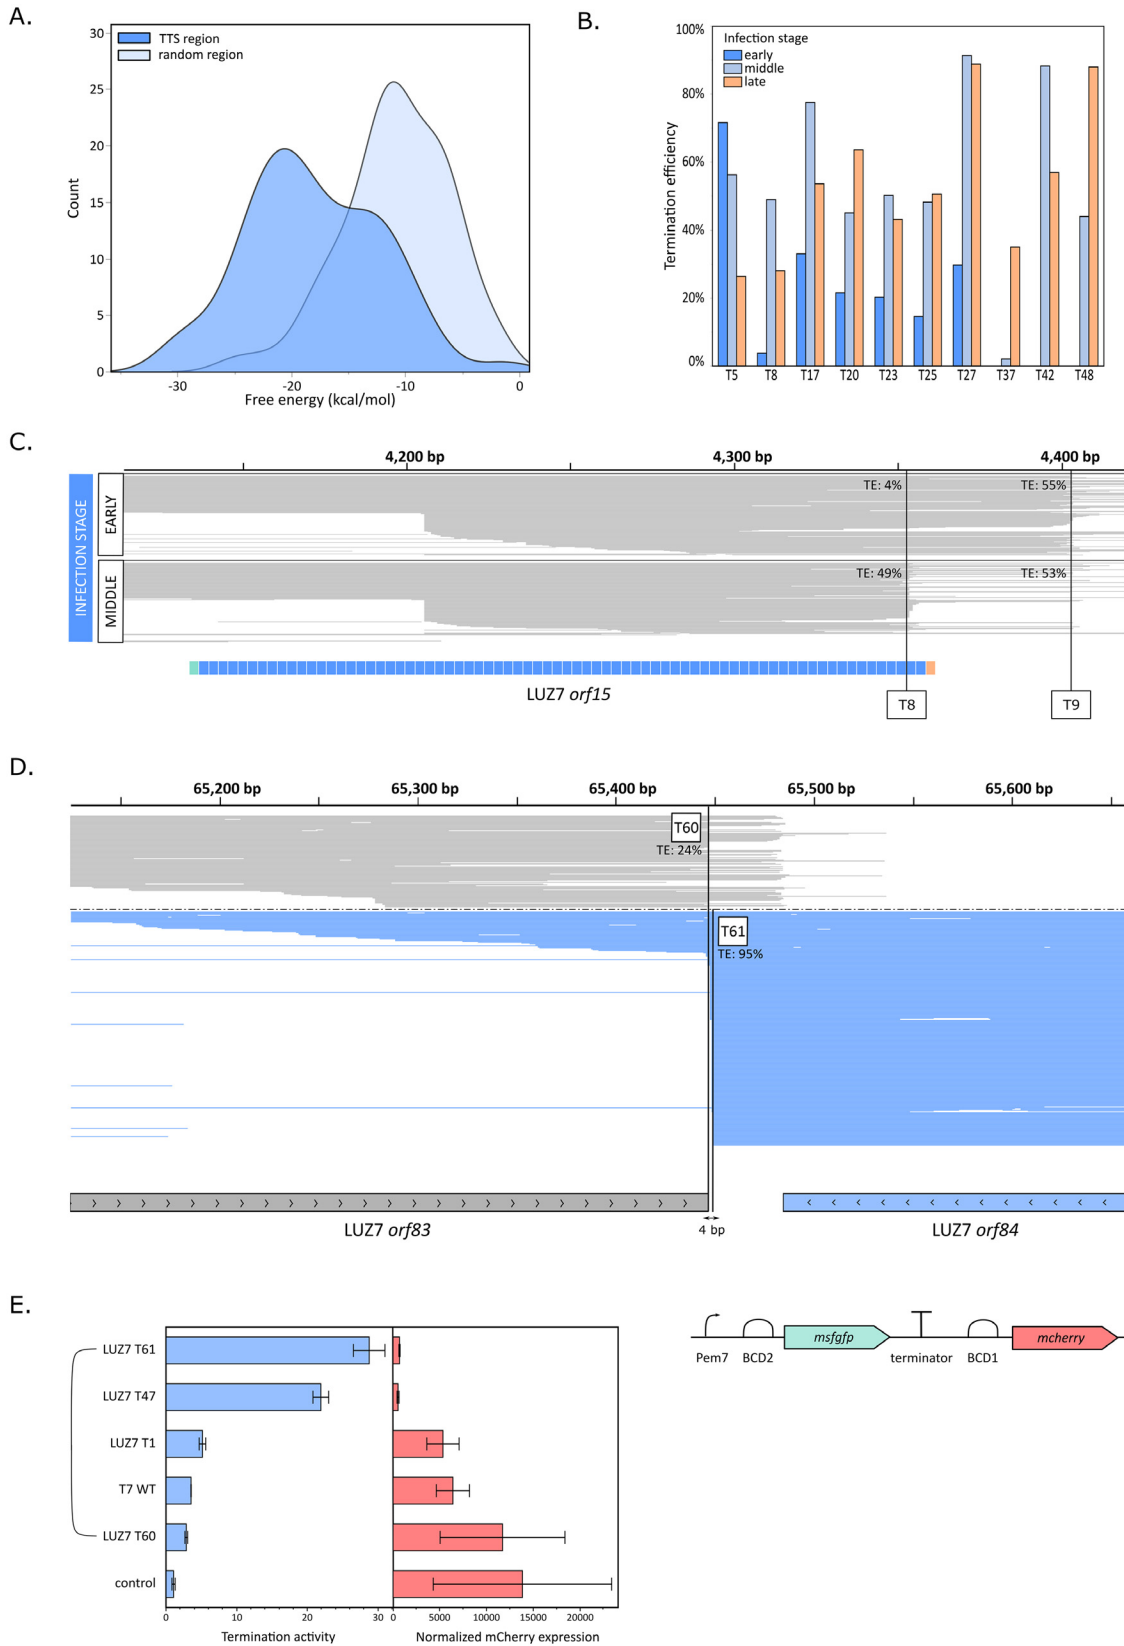 A.
TTS region
random region
30
25
20
15
10
5
0
Count
-30
-20
-10
0
Free energy (kcal/mol)
B.
Infection stage
early
middle
late
100%
80%
60%
40%
20%
0%
Termination efficiency
T5
T8
T17
T20
T23
T25
T27
T37
T42
T48
C.
4,200 bp
4,300 bp
4,400 bp
INFECTION STAGE
EARLY
TE: 4%
TE: 55%
MIDDLE
TE: 49%
TE: 53%
LUZ7 orf15
T8
T9
D.
65,200 bp
65,300 bp
65,400 bp
65,500 bp
65,600 bp
T60
TE: 24%
T61
TE: 95%
LUZ7 orf83
4 bp
LUZ7 orf84
E.
LUZ7 T61
LUZ7 T47
LUZ7 T1
T7 WT
LUZ7 T60
control
0
10
20
30
Termination activity
0
5000
10000
15000
20000
Normalized mCherry expression
msfgfp
mcherry
Pem7
BCD2
terminator
BCD1